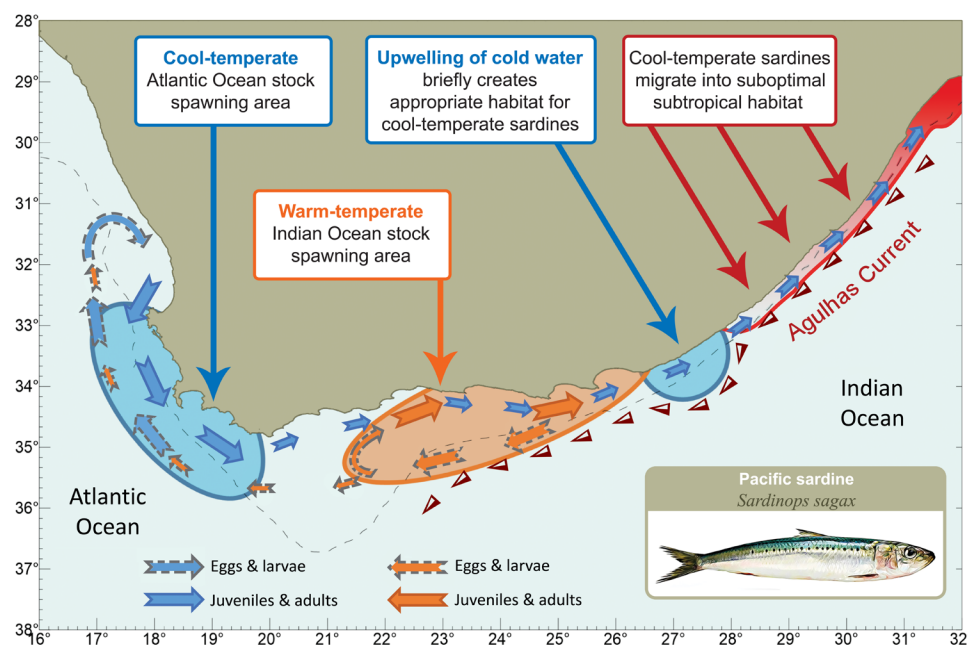 28°
29°
30°
31°
32°
33°
34°
35°
36°
37°
38°
16°
17°
18°
19°
20°
21°
22°
23°
24°
25°
26°
27°
28°
29°
30°
31°
32
Cool-temperate
Atlantic Ocean stock
spawning area
Upwelling of cold water
briefly creates
appropriate habitat for
cool-temperate sardines
Cool-temperate sardines
migrate into suboptimal
subtropical habitat
Warm-temperate
Indian Ocean stock
spawning area
Agulhas Current
Indian
Ocean
Atlantic
Ocean
Pacific sardine
Sardinops sagax
Eggs & larvae
Juveniles & adults
Eggs & larvae
Juveniles & adults